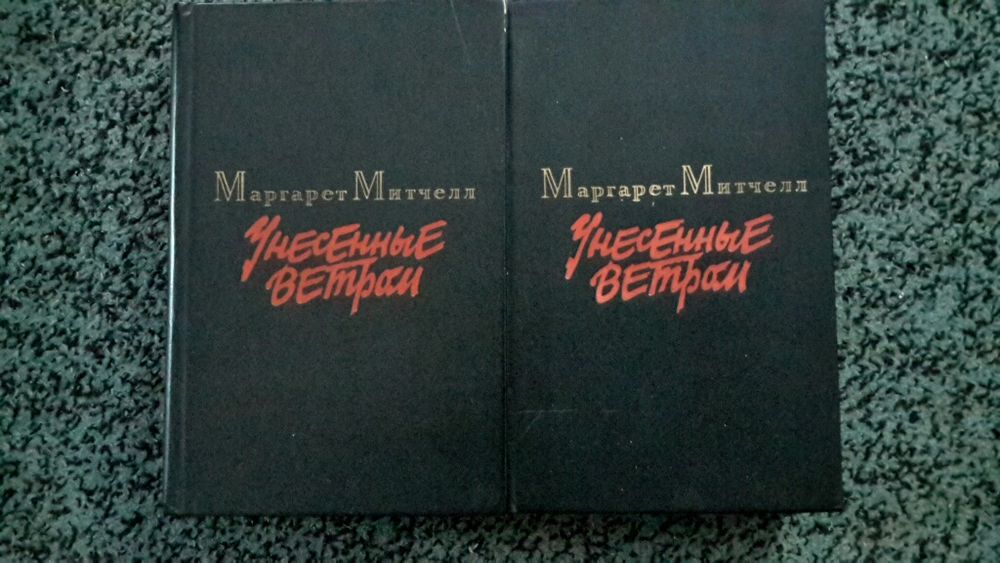 Маргарет Митчелл
Унесенные
ветром
Маргарет Митчелл
Унесенные
ветром